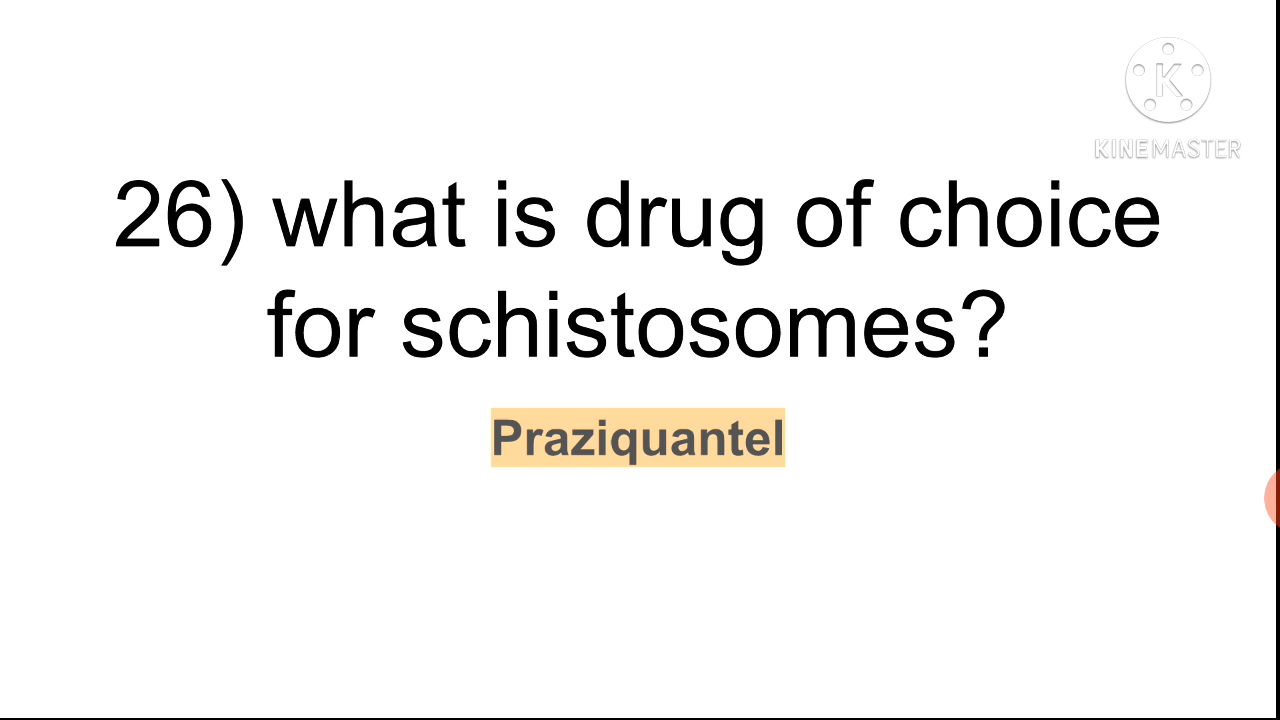 K
KINEMASTER
26) what is drug of choice
for schistosomes?
Praziquantel